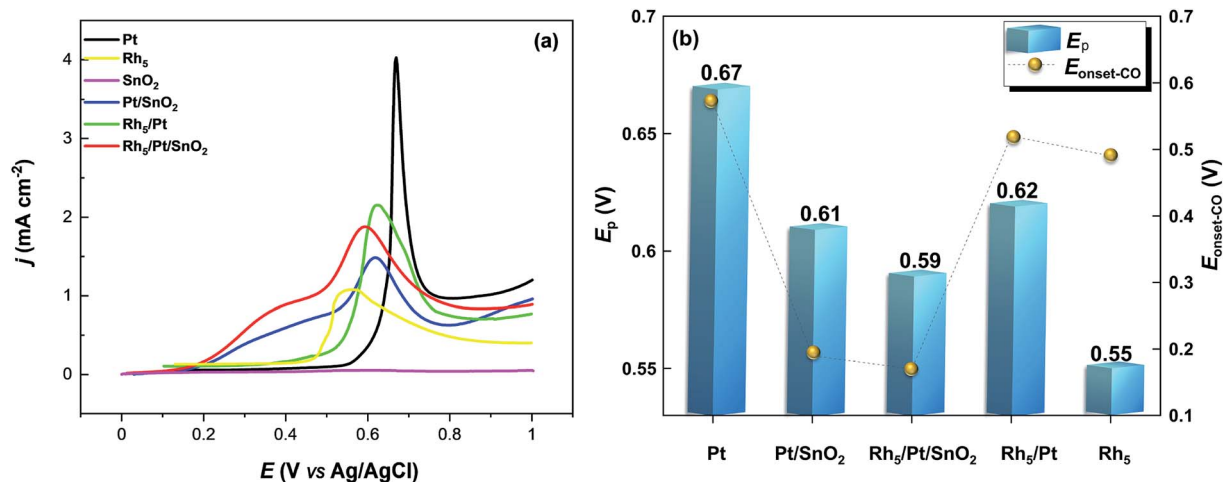 (a)
Pt
Rh₅
SnO₂
Pt/SnO₂
Rh₅/Pt
Rh₅/Pt/SnO₂
j (mA cm⁻²)
4
3
2
1
0
0 0.2 0.4 0.6 0.8 1
E (V vs Ag/AgCl)
(b)
Eₚ
E onset-CO
Eₚ (V)
0.7
0.65
0.6
0.55
0.67
0.61
0.59
0.62
0.55
0.7
0.6
0.5
0.4
0.3
0.2
0.1
E onset-CO (V)
Pt Pt/SnO₂ Rh₅/Pt/SnO₂ Rh₅/Pt Rh₅